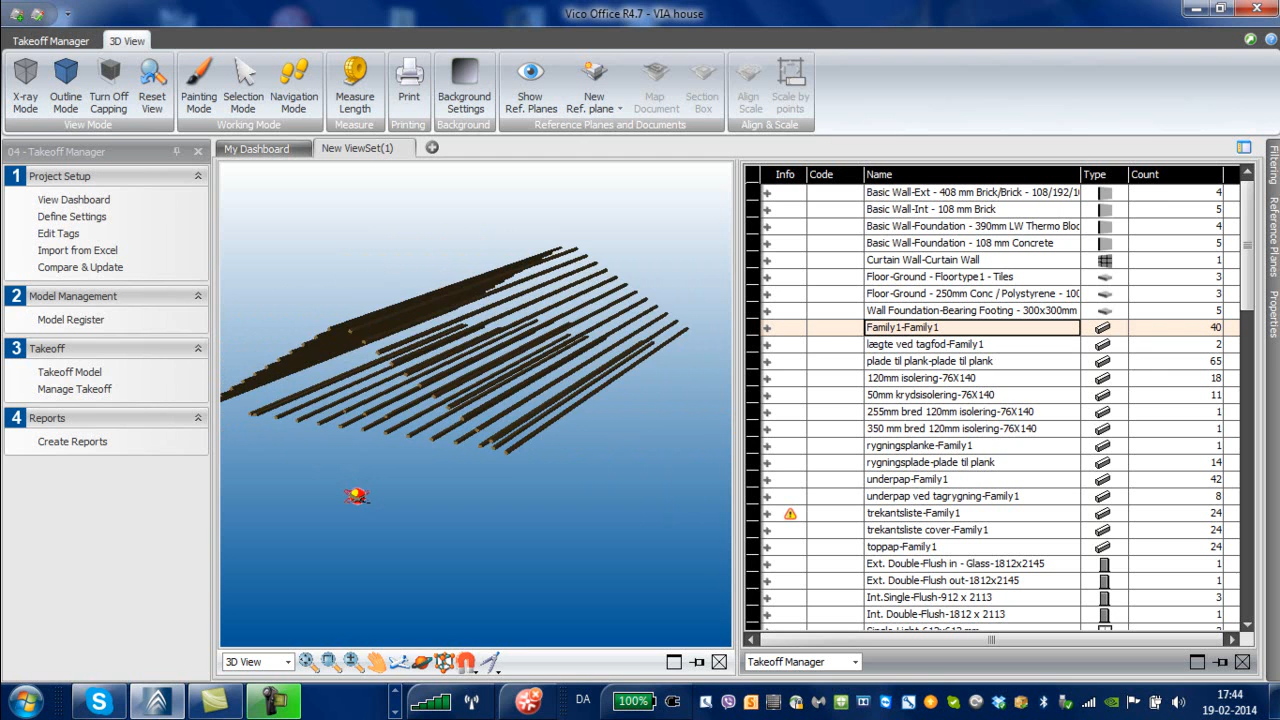 Vico Office R4.7 - VIA house
Takeoff Manager
3D View
X-ray Mode
Outline Mode
Turn Off Capping
Reset View
Painting Mode
Selection Mode
Navigation Mode
Measure Length
Print
Background Settings
Show Ref. Planes
New Ref. plane
Map Document
Section Box
Align Scale
Scale by points
View Mode
Working Mode
Measure
Printing
Background
Reference Planes and Documents
Align & Scale
04 - Takeoff Manager
My Dashboard
New ViewSet(1)
1 Project Setup
View Dashboard
Define Settings
Edit Tags
Import from Excel
Compare & Update
2 Model Management
Model Register
3 Takeoff
Takeoff Model
Manage Takeoff
4 Reports
Create Reports
Info Code Name Type Count
Basic Wall-Ext - 408 mm Brick/Brick - 108/192/10 4
Basic Wall-Int - 108 mm Brick 5
Basic Wall-Foundation - 390mm LW Thermo Bloc 4
Basic Wall-Foundation - 108 mm Concrete 5
Curtain Wall-Curtain Wall 1
Floor-Ground - Floortype1 - Tiles 3
Floor-Ground - 250mm Conc / Polystyrene - 100 3
Wall Foundation-Bearing Footing - 300x300mm 5
Family1-Family1 40
lægte ved tagfod-Family1 2
plade til plank-plade til plank 65
120mm isolering-76X140 18
50mm krydsisolering-76X140 11
255mm bred 120mm isolering-76X140 1
350 mm bred 120mm isolering-76X140 1
rygningsplanke-Family1 1
rygningsplade-plade til plank 14
underpap-Family1 42
underpap ved tagrygning-Family1 8
trekantsliste-Family1 24
trekantsliste cover-Family1 24
toppap-Family1 24
Ext. Double-Flush in - Glass-1812x2145 1
Ext. Double-Flush out-1812x2145 1
Int.Single-Flush-912 x 2113 3
Int. Double-Flush-1812 x 2113 1
Filtering
Reference Planes
Properties
3D View
Takeoff Manager
DA
100%
17:44
19-02-2014